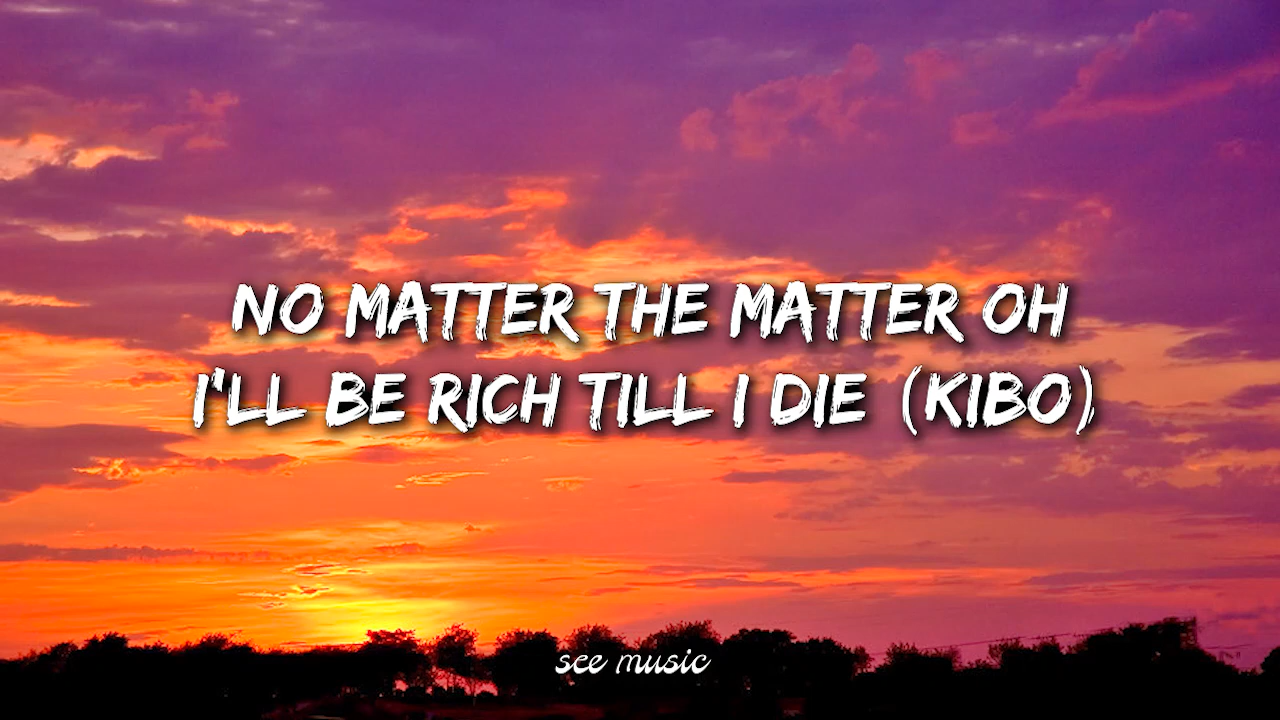 NO MATTER THE MATTER OH
I'LL BE RICH TILL I DIE (KIBO)
see music